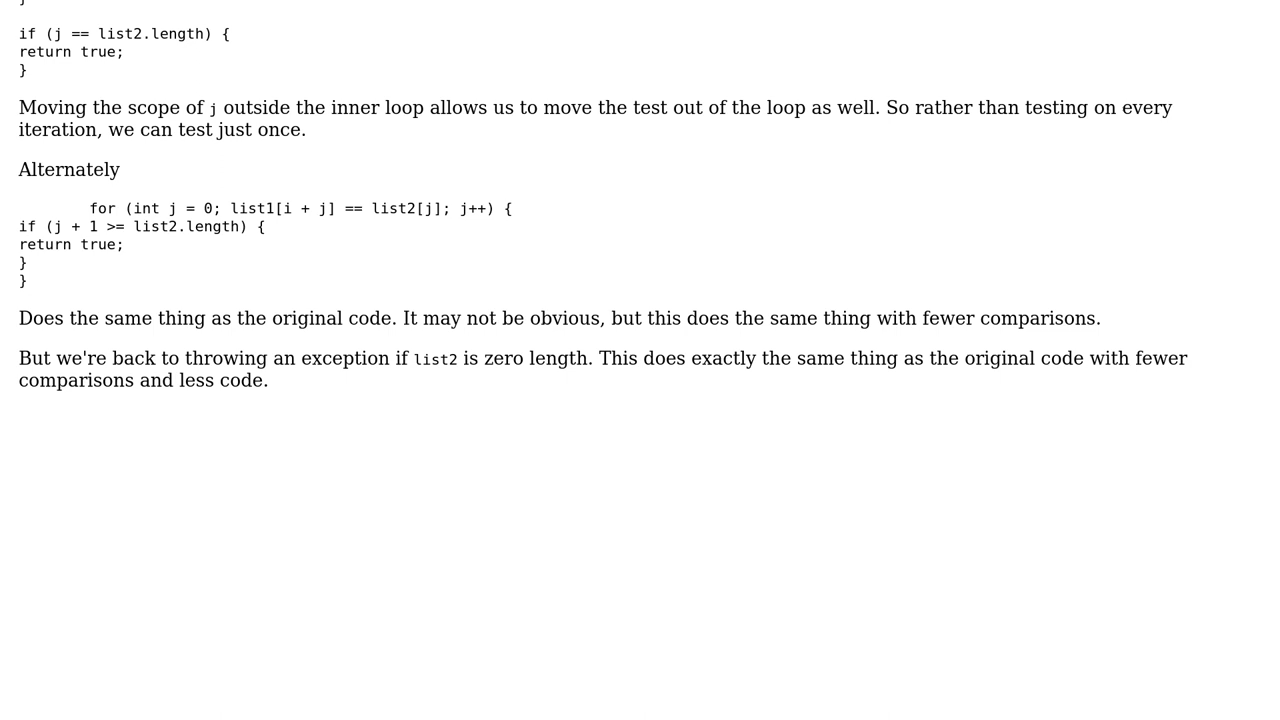 }
if (j == list2.length) {
return true;
}
Moving the scope of j outside the inner loop allows us to move the test out of the loop as well. So rather than testing on every
iteration, we can test just once.
Alternately
for (int j = 0; list1[i + j] == list2[j]; j++) {
if (j + 1 >= list2.length) {
return true;
}
}
Does the same thing as the original code. It may not be obvious, but this does the same thing with fewer comparisons.
But we're back to throwing an exception if list2 is zero length. This does exactly the same thing as the original code with fewer
comparisons and less code.